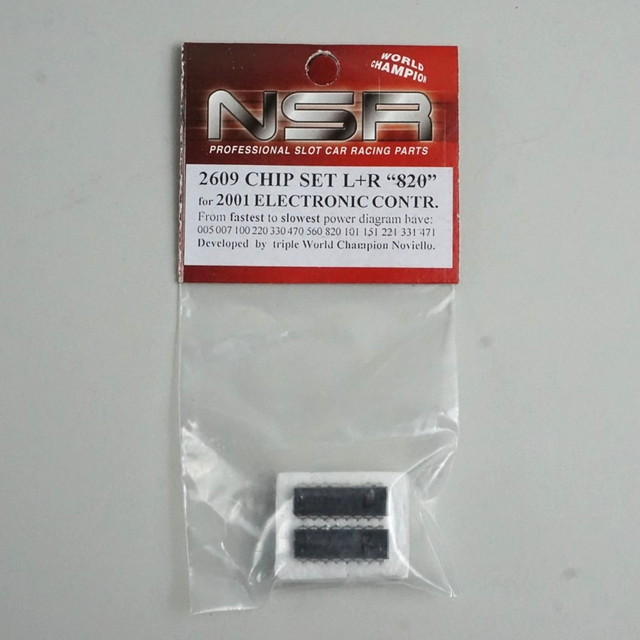 WORLD
CHAMPION
NSR
PROFESSIONAL SLOT CAR RACING PARTS
2609 CHIP SET L+R “820”
for 2001 ELECTRONIC CONTR.
From fastest to slowest power diagram have:
005 007 100 220 330 470 560 820 101 151 221 331 471
Developed by triple World Champion Noviello.